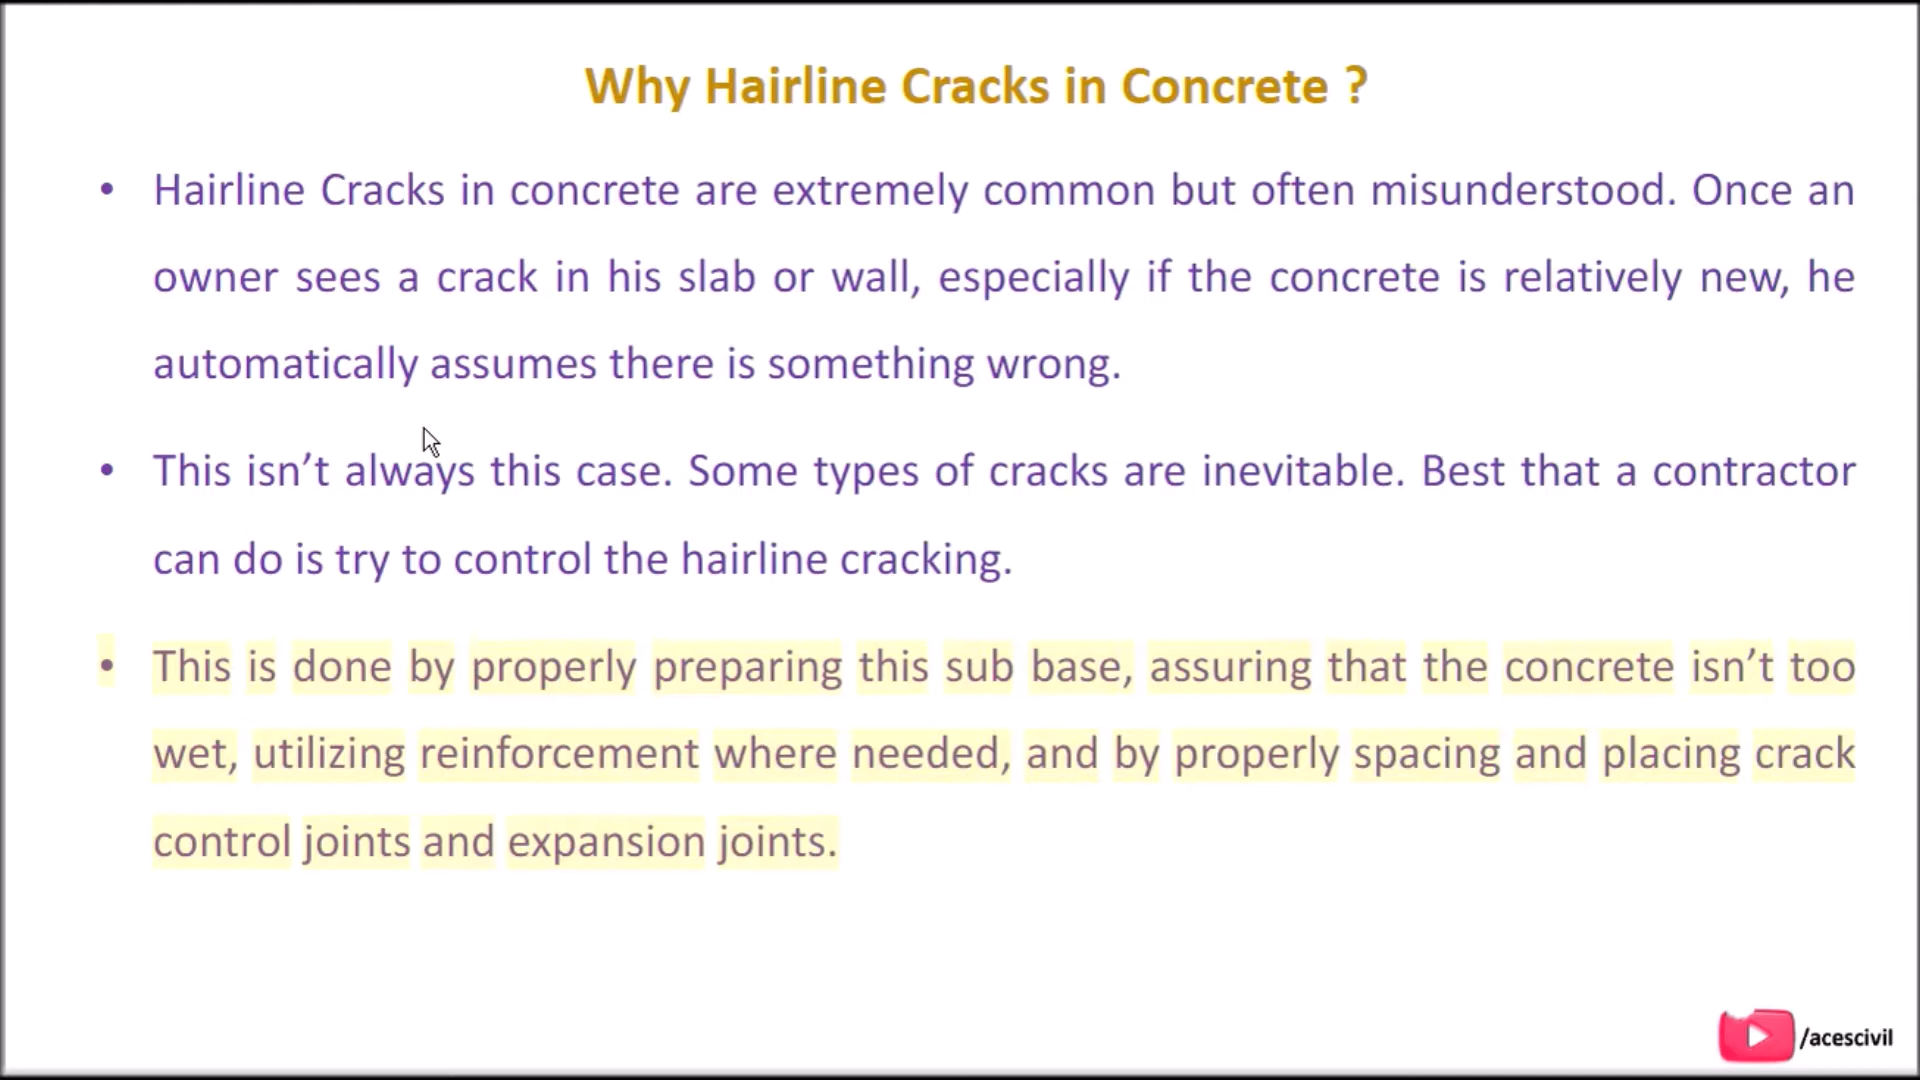 Why Hairline Cracks in Concrete ?
• Hairline Cracks in concrete are extremely common but often misunderstood. Once an
owner sees a crack in his slab or wall, especially if the concrete is relatively new, he
automatically assumes there is something wrong.
• This isn’t always this case. Some types of cracks are inevitable. Best that a contractor
can do is try to control the hairline cracking.
• This is done by properly preparing this sub base, assuring that the concrete isn’t too
wet, utilizing reinforcement where needed, and by properly spacing and placing crack
control joints and expansion joints.
/acescivil